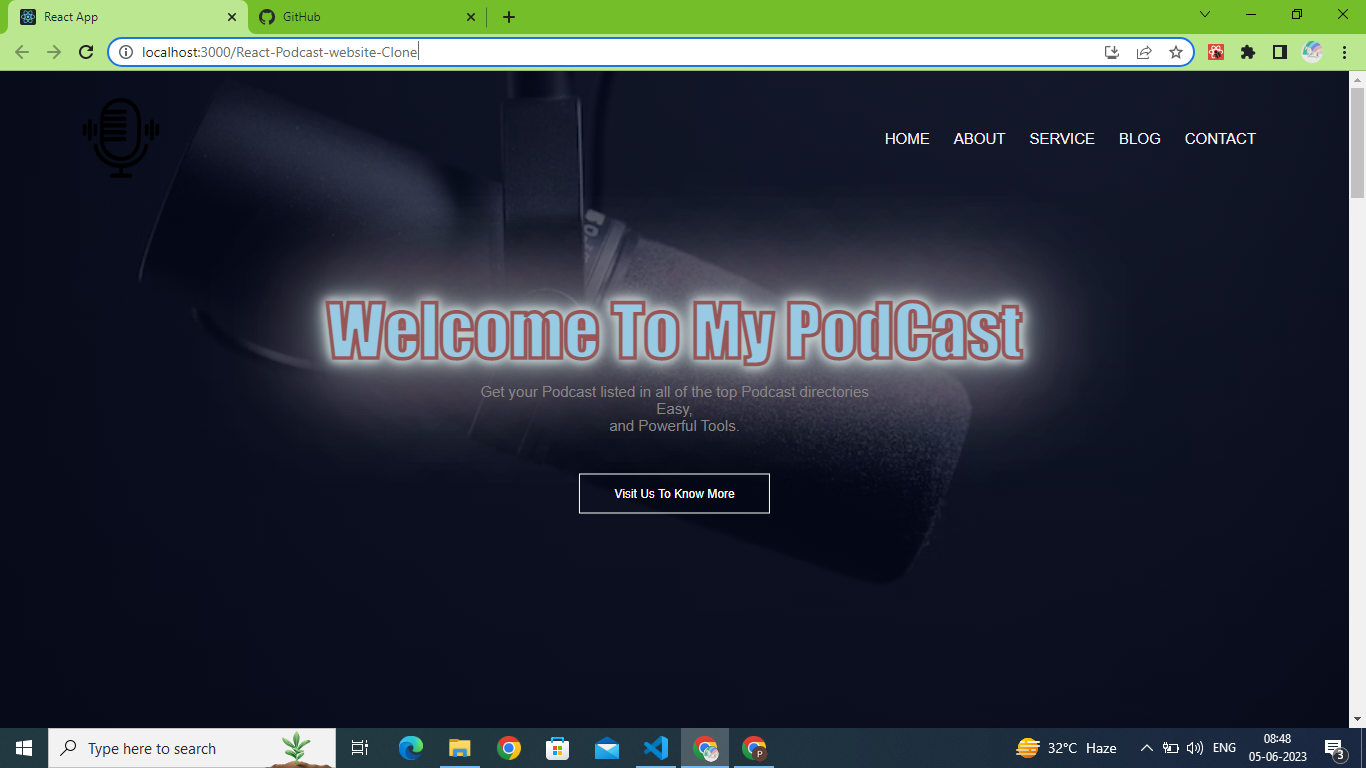 React App
GitHub
localhost:3000/React-Podcast-website-Clone
HOME ABOUT SERVICE BLOG CONTACT
Welcome To My PodCast
Get your Podcast listed in all of the top Podcast directories
Easy,
and Powerful Tools.
Visit Us To Know More
Type here to search
P
32°C Haze
ENG
08:48
05-06-2023
3